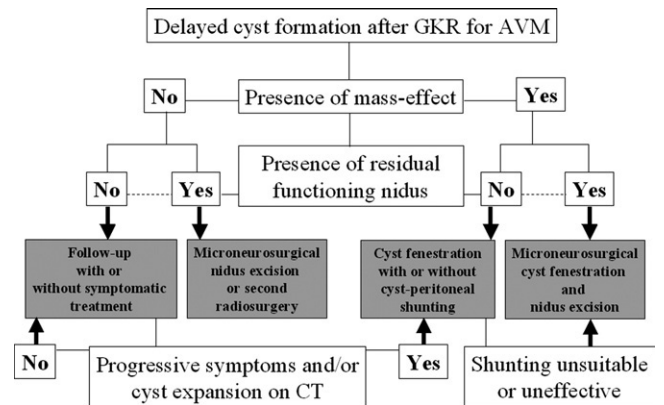 Delayed cyst formation after GKR for AVM
No
Presence of mass-effect
Yes
Presence of residual
functioning nidus
No
Yes
No
Yes
Follow-up
with or
without symptomatic
treatment
Microneurosurgical
nidus excision
or second
radiosurgery
Cyst fenestration
with or without
cyst-peritoneal
shunting
Microneurosurgical
cyst fenestration
and
nidus excision
No
Progressive symptoms and/or
cyst expansion on CT
Yes
Shunting unsuitable
or uneffective